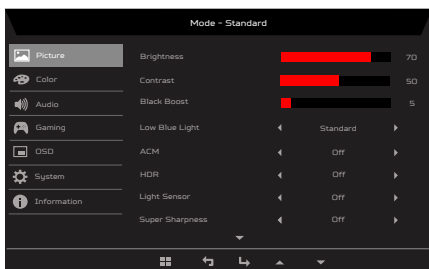 Mode - Standard
Picture
Color
Audio
Gaming
OSD
System
Information
Brightness 70
Contrast 50
Black Boost 5
Low Blue Light Standard
ACM Off
HDR Off
Light Sensor Off
Super Sharpness Off